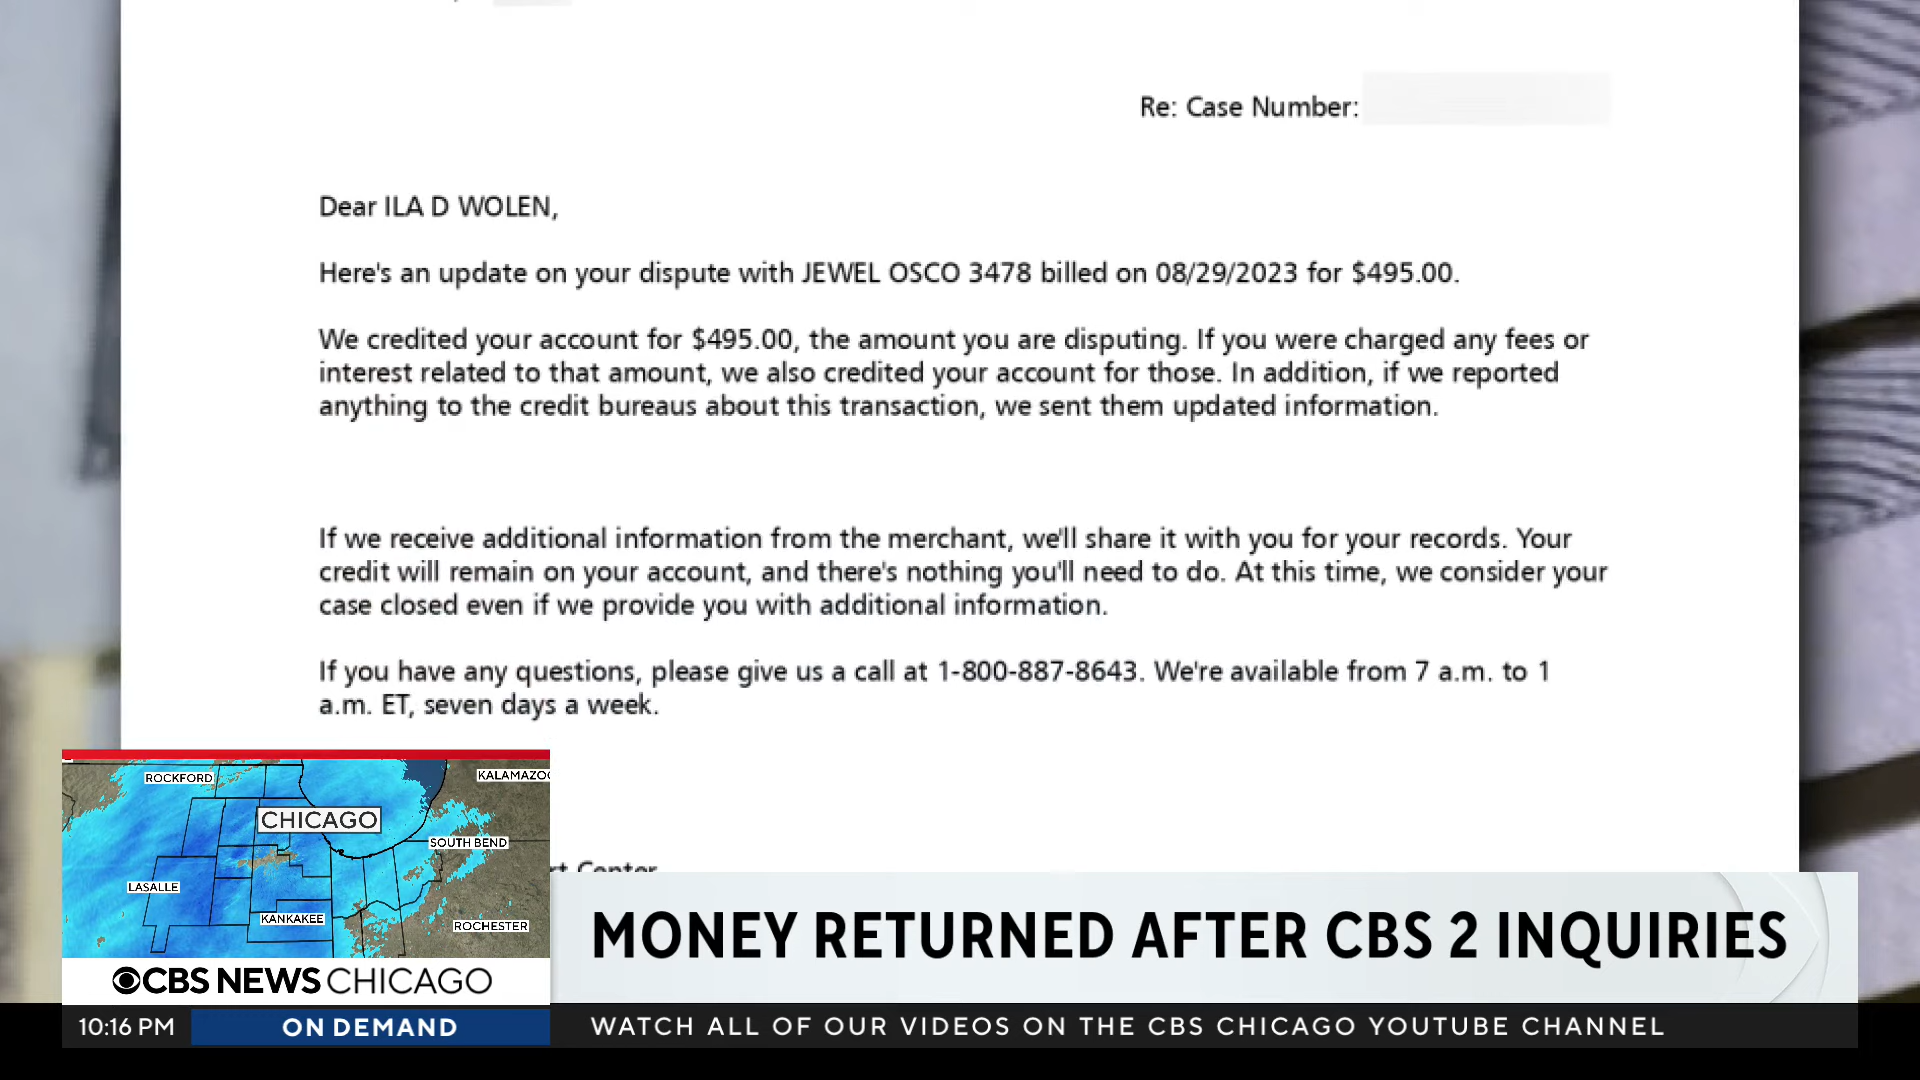 Re: Case Number:
Dear ILA D WOLEN,
Here's an update on your dispute with JEWEL OSCO 3478 billed on 08/29/2023 for $495.00.
We credited your account for $495.00, the amount you are disputing. If you were charged any fees or
interest related to that amount, we also credited your account for those. In addition, if we reported
anything to the credit bureaus about this transaction, we sent them updated information.
If we receive additional information from the merchant, we'll share it with you for your records. Your
credit will remain on your account, and there's nothing you'll need to do. At this time, we consider your
case closed even if we provide you with additional information.
If you have any questions, please give us a call at 1-800-887-8643. We're available from 7 a.m. to 1
a.m. ET, seven days a week.
Center
ROCKFORD
KALAMAZOO
CHICAGO
SOUTH BEND
LASALLE
KANKAKEE
ROCHESTER
CBS NEWS CHICAGO
MONEY RETURNED AFTER CBS 2 INQUIRIES
10:16 PM
ON DEMAND
WATCH ALL OF OUR VIDEOS ON THE CBS CHICAGO YOUTUBE CHANNEL